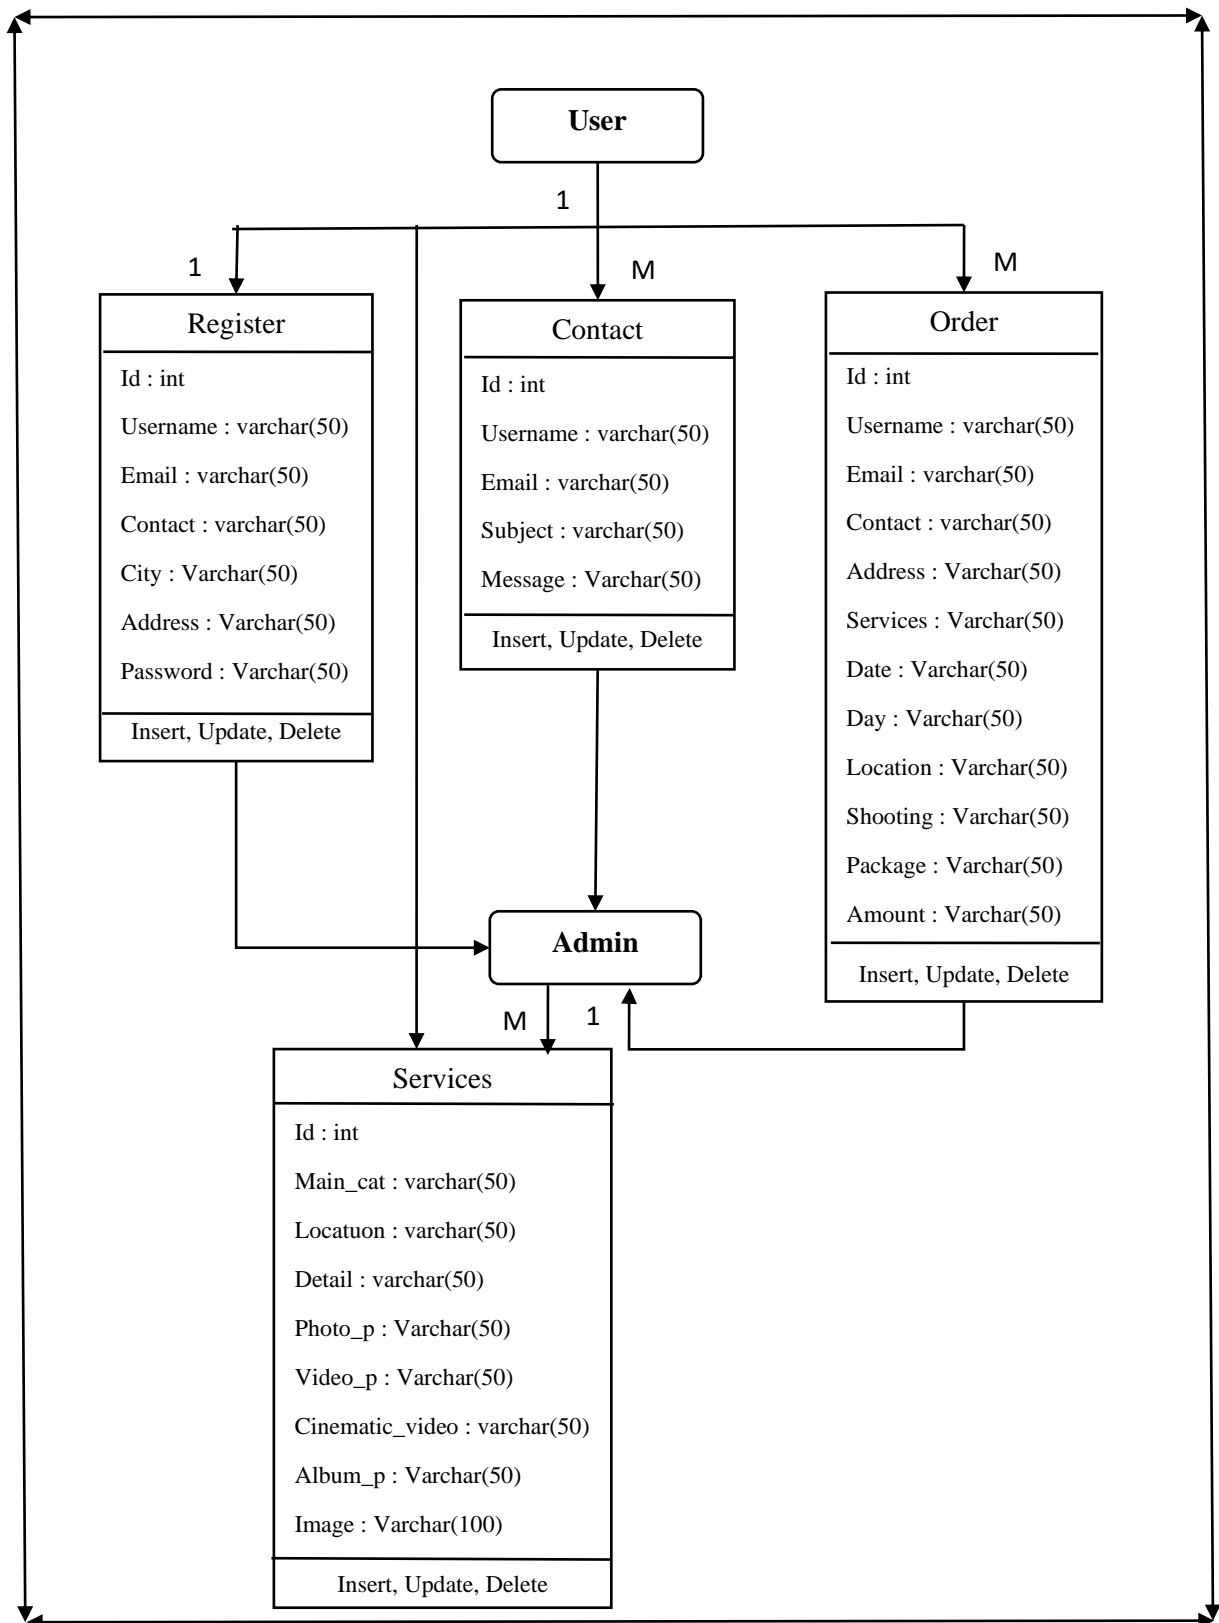 User
1
1
M
M
Register
Id : int
Username : varchar(50)
Email : varchar(50)
Contact : varchar(50)
City : Varchar(50)
Address : Varchar(50)
Password : Varchar(50)
Insert, Update, Delete
Contact
Id : int
Username : varchar(50)
Email : varchar(50)
Subject : varchar(50)
Message : Varchar(50)
Insert, Update, Delete
Order
Id : int
Username : varchar(50)
Email : varchar(50)
Contact : varchar(50)
Address : Varchar(50)
Services : Varchar(50)
Date : Varchar(50)
Day : Varchar(50)
Location : Varchar(50)
Shooting : Varchar(50)
Package : Varchar(50)
Amount : Varchar(50)
Insert, Update, Delete
Admin
M
1
Services
Id : int
Main_cat : varchar(50)
Locatuon : varchar(50)
Detail : varchar(50)
Photo_p : Varchar(50)
Video_p : Varchar(50)
Cinematic_video : varchar(50)
Album_p : Varchar(50)
Image : Varchar(100)
Insert, Update, Delete